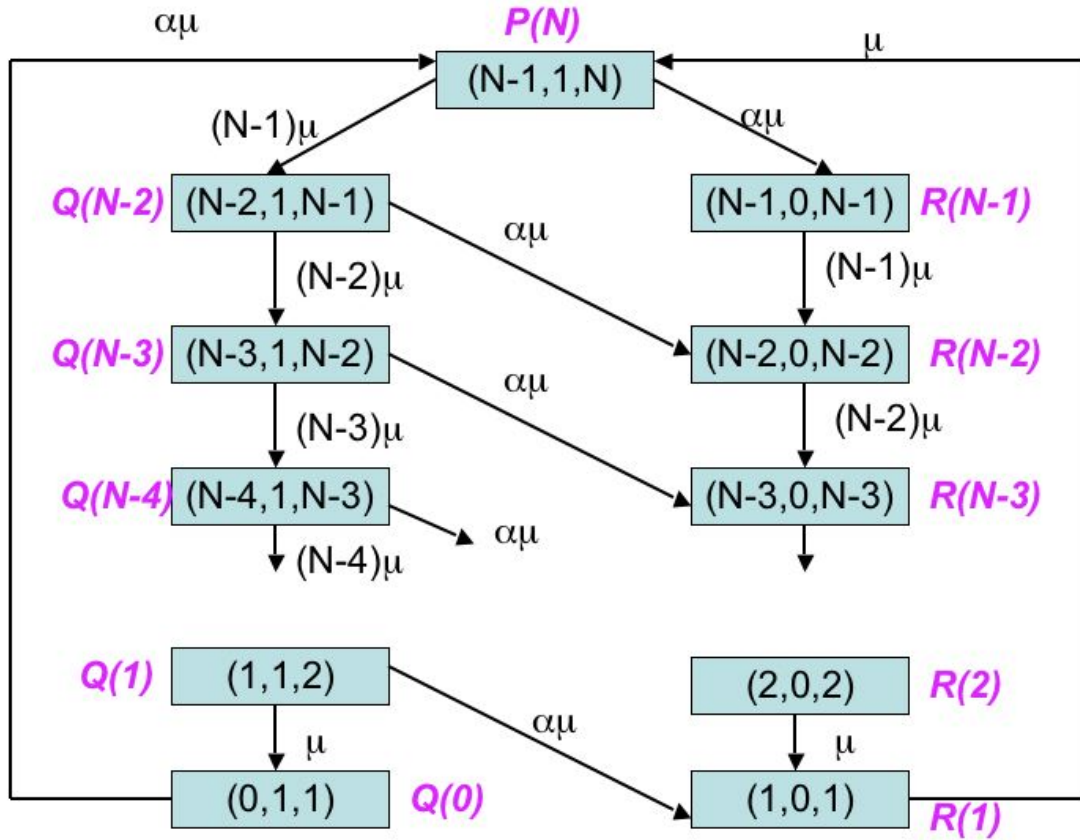 αμ
P(N)
μ
(N-1,1,N)
(N-1)μ
αμ
Q(N-2)
(N-2,1,N-1)
(N-1,0,N-1)
R(N-1)
αμ
(N-2)μ
(N-1)μ
Q(N-3)
(N-3,1,N-2)
(N-2,0,N-2)
R(N-2)
αμ
(N-3)μ
(N-2)μ
Q(N-4)
(N-4,1,N-3)
(N-3,0,N-3)
R(N-3)
αμ
(N-4)μ
Q(1)
(1,1,2)
(2,0,2)
R(2)
αμ
μ
μ
(0,1,1)
Q(0)
(1,0,1)
R(1)